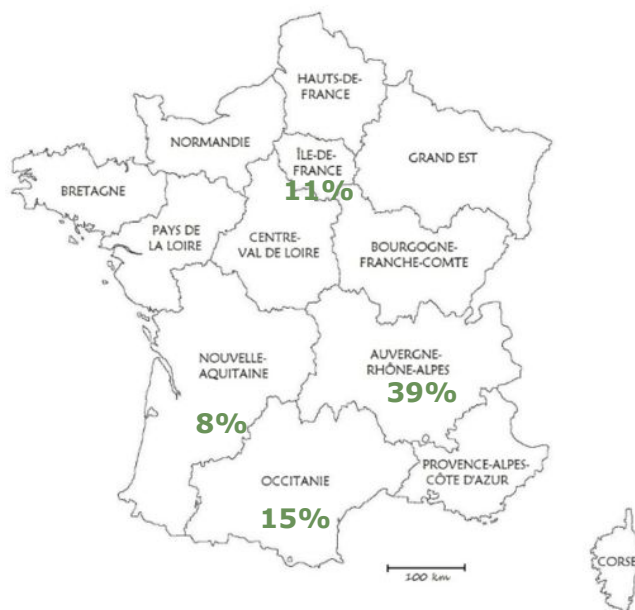 HAUTS-DE-
FRANCE
NORMANDIE
ÎLE-DE-
FRANCE
11%
GRAND EST
BRETAGNE
PAYS DE
LA LOIRE
CENTRE-
VAL DE LOIRE
BOURGOGNE-
FRANCHE-COMTE
NOUVELLE-
AQUITAINE
8%
AUVERGNE-
RHÔNE-ALPES
39%
OCCITANIE
15%
PROVENCE-ALPES-
CÔTE D'AZUR
CORSE
100 km